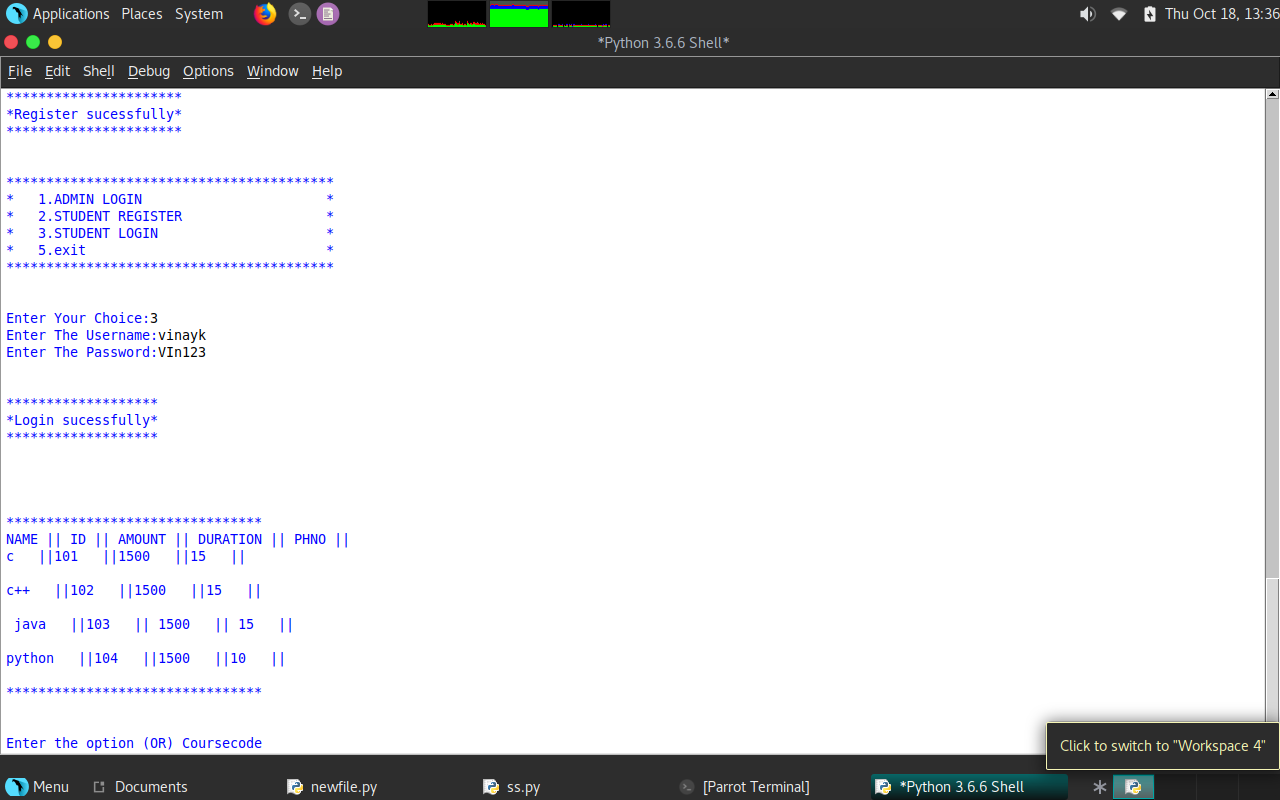 Applications Places System Thu Oct 18, 13:36
*Python 3.6.6 Shell*
File Edit Shell Debug Options Window Help
**********************
*Register sucessfully*
**********************
*****************************************
*   1.ADMIN LOGIN                       *
*   2.STUDENT REGISTER                  *
*   3.STUDENT LOGIN                     *
*   5.exit                              *
*****************************************
Enter Your Choice:3
Enter The Username:vinayk
Enter The Password:VIn123
*******************
*Login sucessfully*
*******************
********************************
NAME || ID || AMOUNT || DURATION || PHNO ||
c   ||101   ||1500   ||15   ||
c++   ||102   ||1500   ||15   ||
 java   ||103   || 1500   || 15   ||
python   ||104   ||1500   ||10   ||
********************************
Enter the option (OR) Coursecode
Click to switch to "Workspace 4"
Menu Documents newfile.py ss.py [Parrot Terminal] *Python 3.6.6 Shell